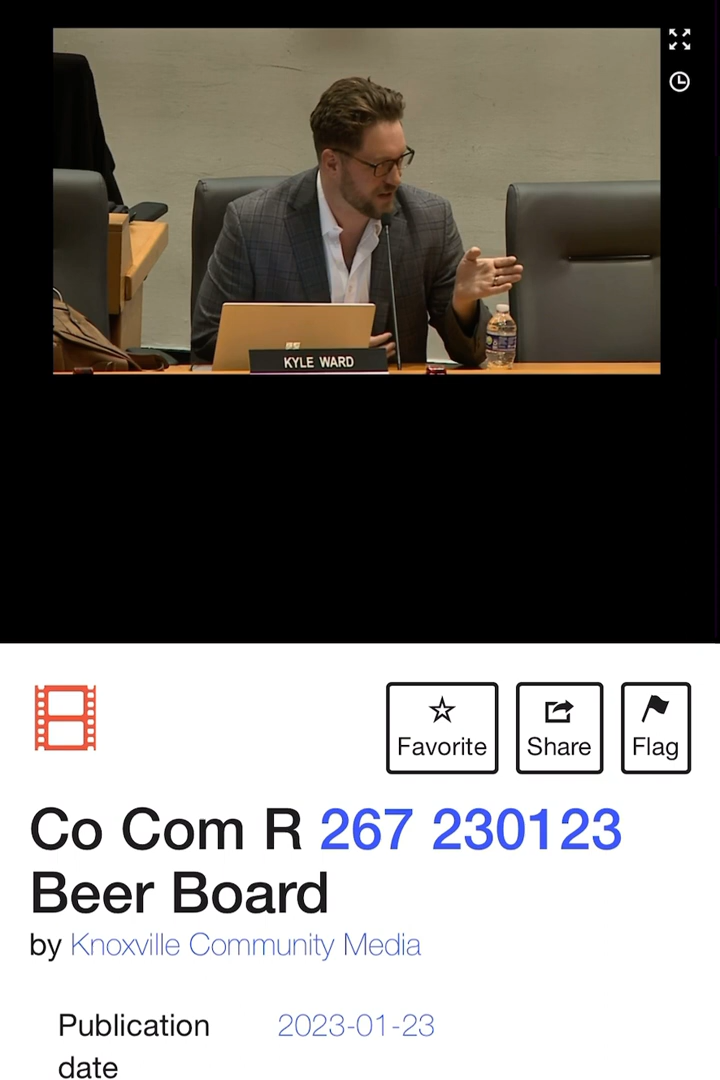 KYLE WARD
Favorite
Share
Flag
Co Com R 267 230123
Beer Board
by Knoxville Community Media
Publication 2023-01-23
date